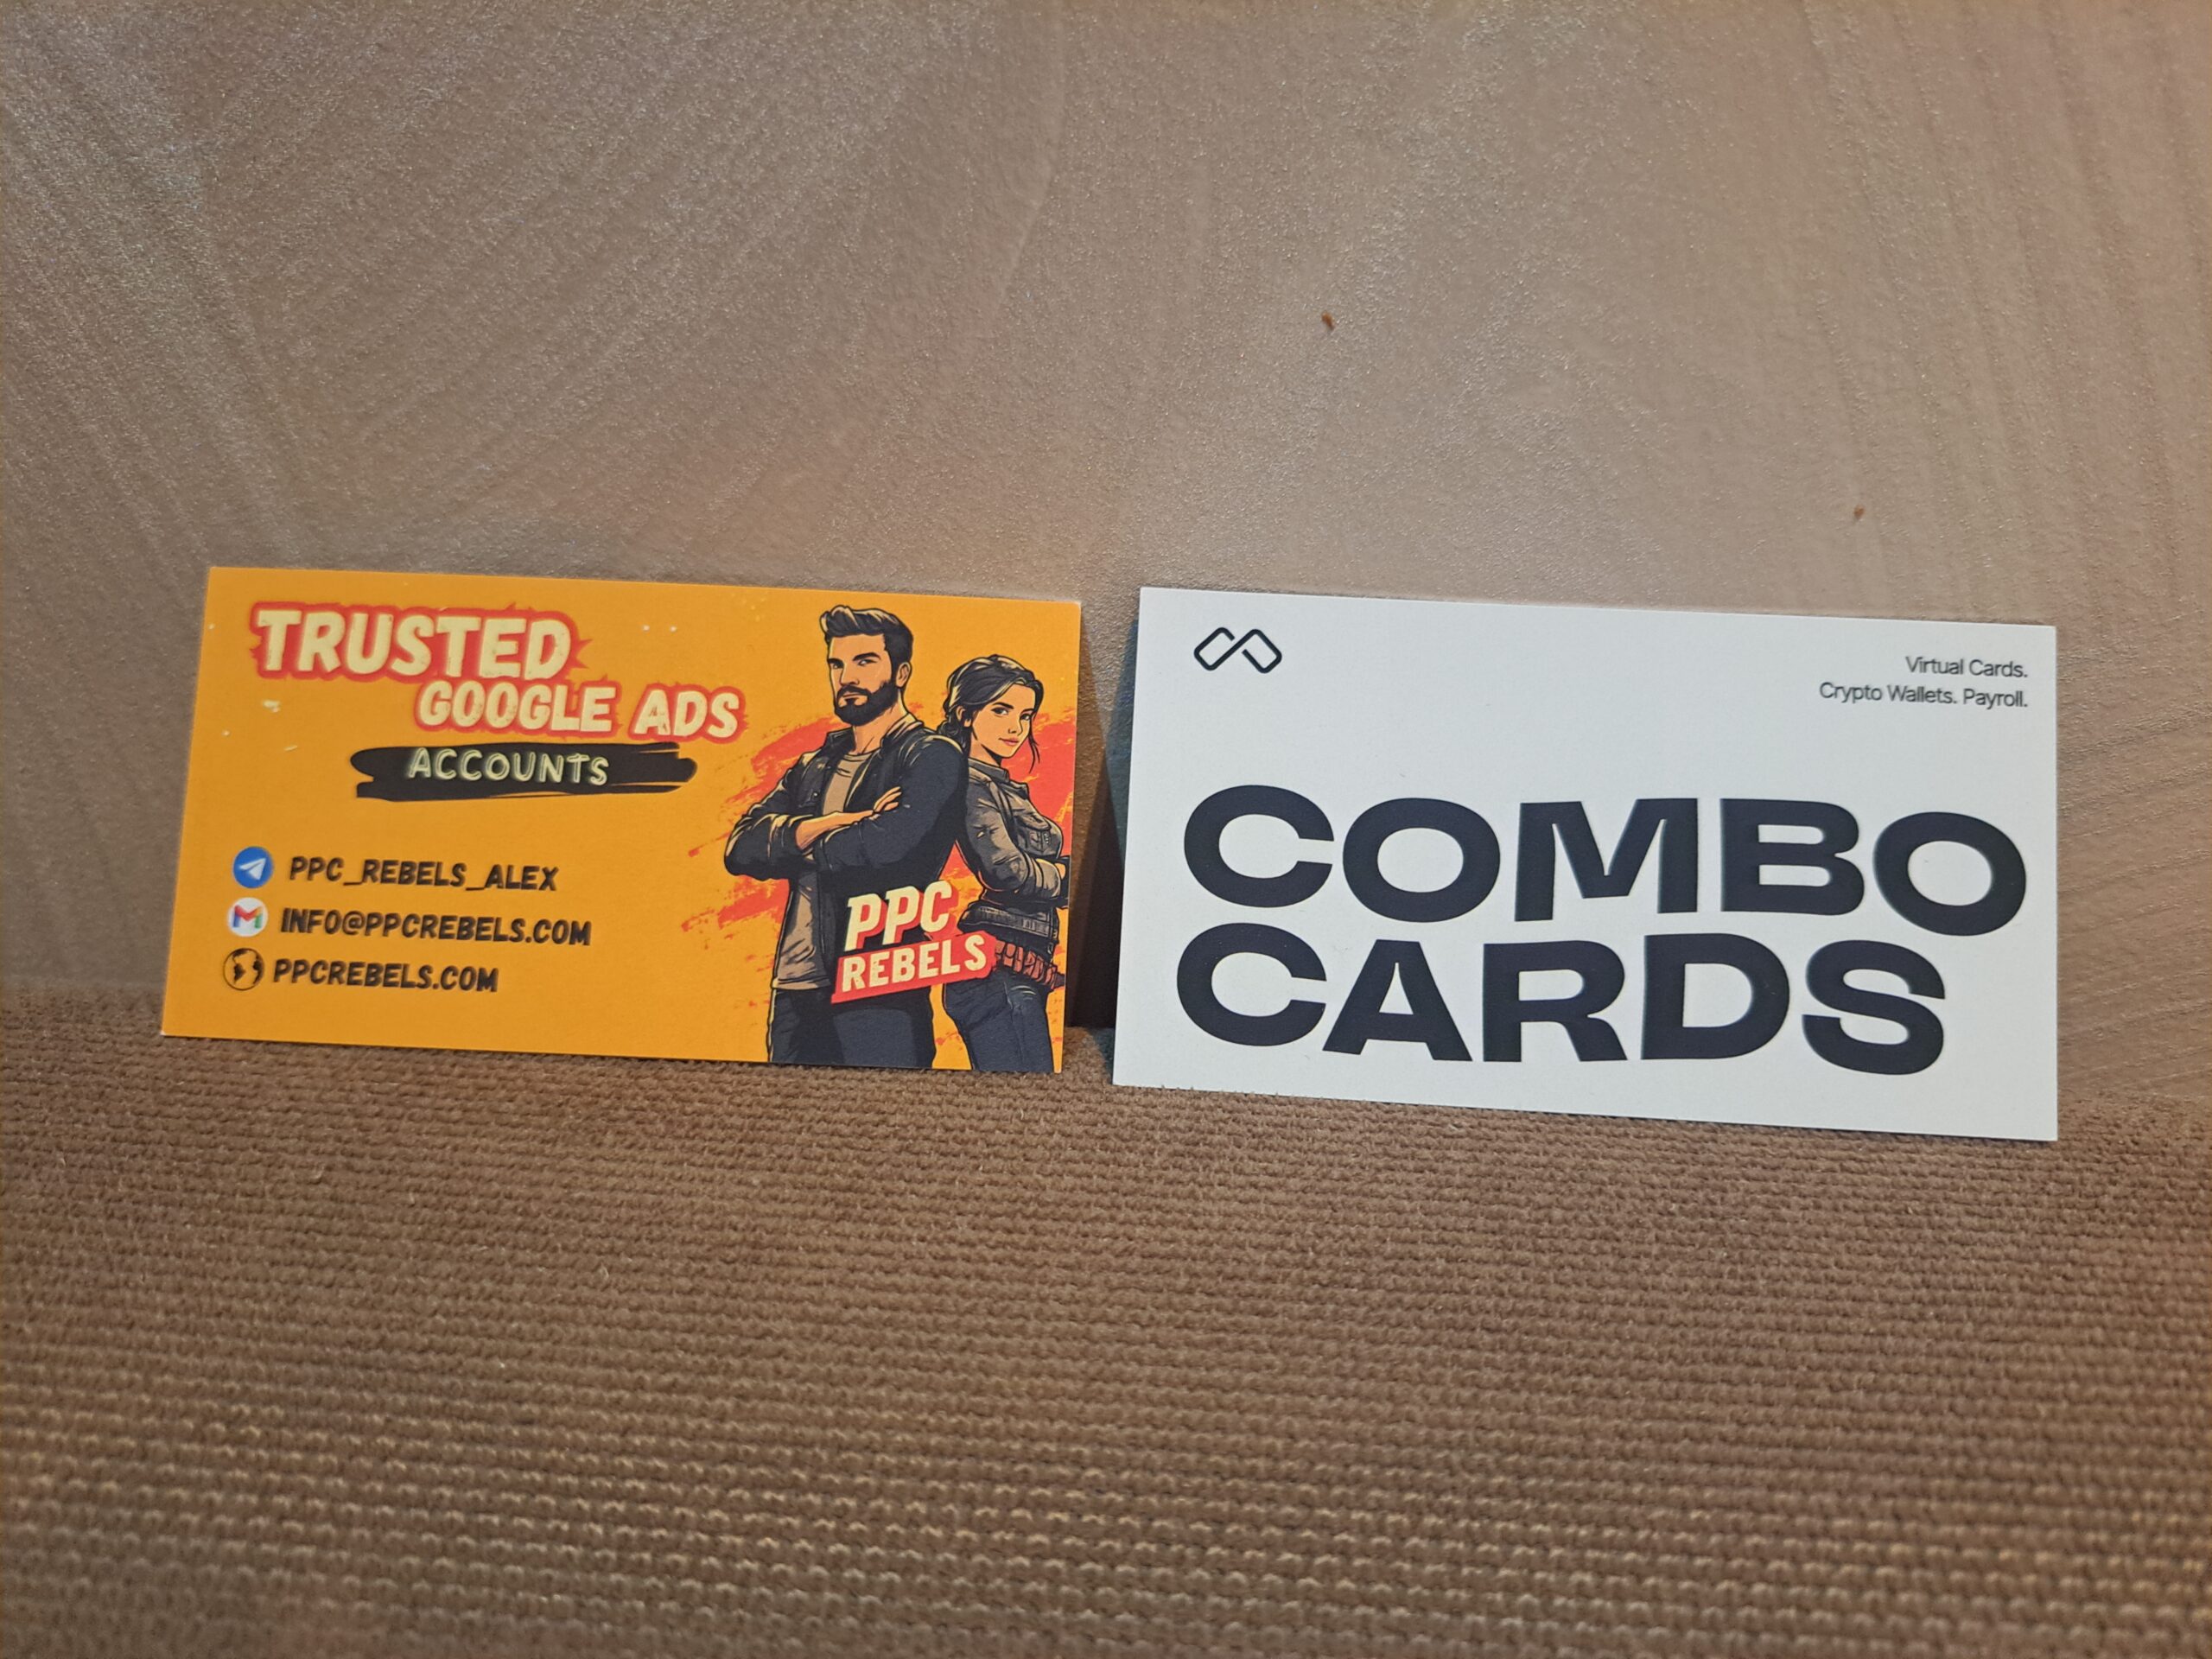 TRUSTED
GOOGLE ADS
ACCOUNTS
PPC_REBELS_ALEX
INFO@PPCREBELS.COM
PPCREBELS.COM
PPC
REBELS
Virtual Cards.
Crypto Wallets. Payroll.
COMBO
CARDS